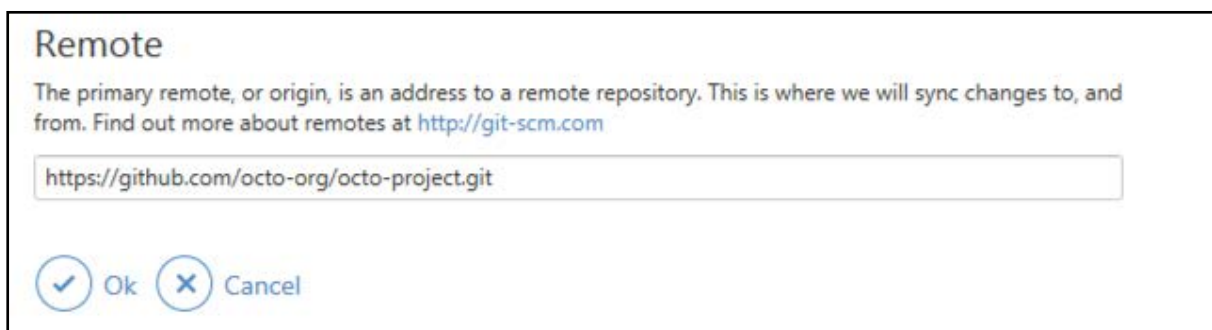 Remote
The primary remote, or origin, is an address to a remote repository. This is where we will sync changes to, and
from. Find out more about remotes at http://git-scm.com
https://github.com/octo-org/octo-project.git
Ok Cancel